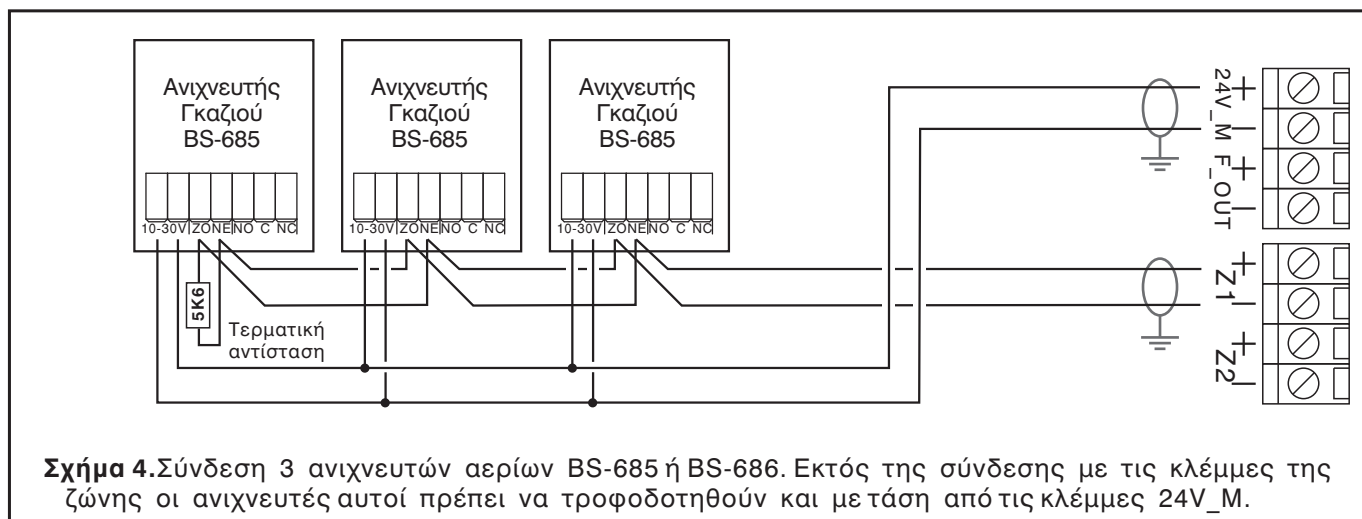 Ανιχνευτής
Γκαζιού
BS-685
Ανιχνευτής
Γκαζιού
BS-685
Ανιχνευτής
Γκαζιού
BS-685
10-30V ZONE NO C NC
10-30V ZONE NO C NC
10-30V ZONE NO C NC
5K6
Τερματική
αντίσταση
24V_M + −
F_OUT + −
Z1 + −
Z2 + −
Σχήμα 4.Σύνδεση 3 ανιχνευτών αερίων BS-685 ή BS-686. Εκτός της σύνδεσης με τις κλέμμες της
ζώνης οι ανιχνευτές αυτοί πρέπει να τροφοδοτηθούν και με τάση από τις κλέμμες 24V_M.